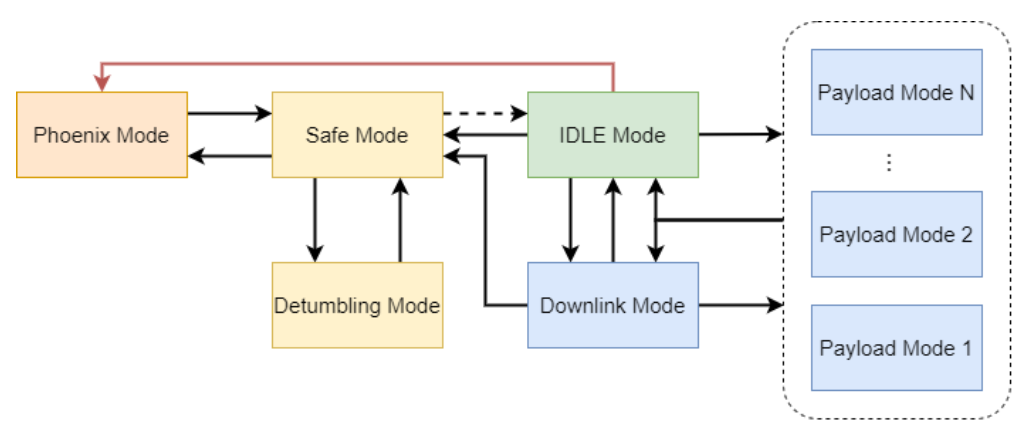 Phoenix Mode
Safe Mode
IDLE Mode
Detumbling Mode
Downlink Mode
Payload Mode N
⋮
Payload Mode 2
Payload Mode 1